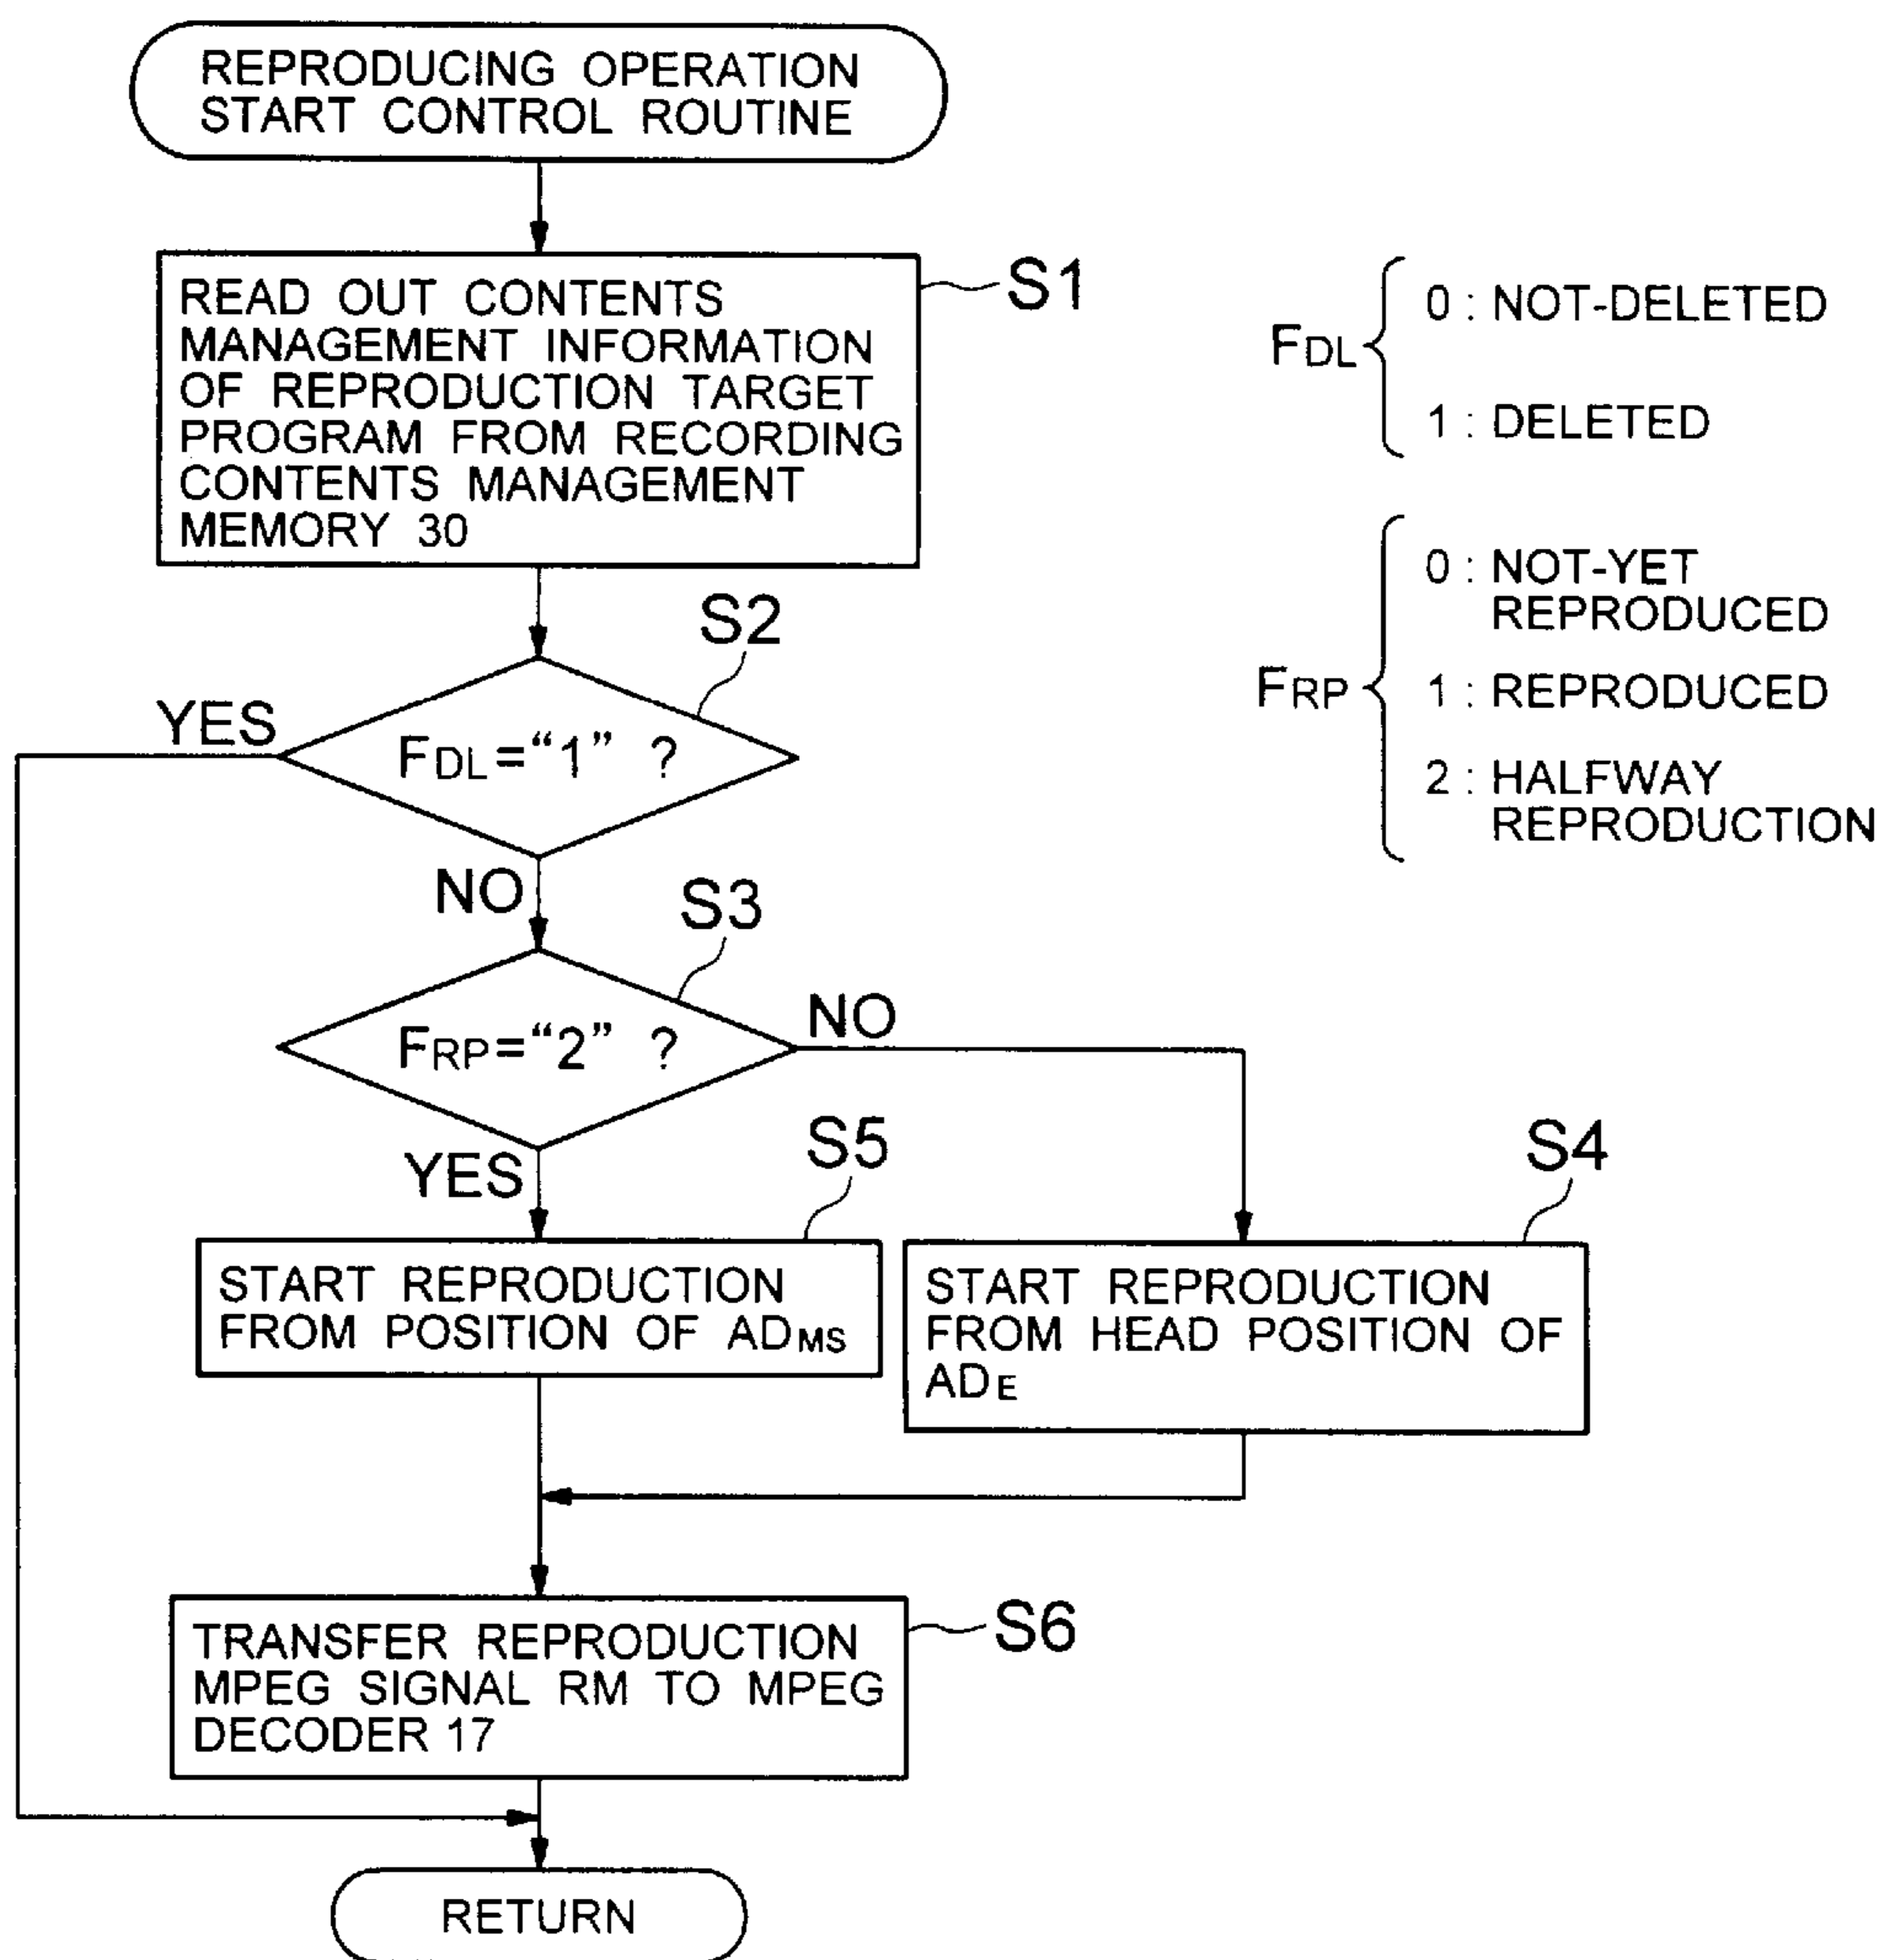 REPRODUCING OPERATION
START CONTROL ROUTINE
S1
READ OUT CONTENTS
MANAGEMENT INFORMATION
OF REPRODUCTION TARGET
PROGRAM FROM RECORDING
CONTENTS MANAGEMENT
MEMORY 30
FDL
0 : NOT-DELETED
1 : DELETED
FRP
0 : NOT-YET
REPRODUCED
1 : REPRODUCED
2 : HALFWAY
REPRODUCTION
S2
YES
FDL=“1” ?
NO
S3
FRP=“2” ?
NO
YES
S5
START REPRODUCTION
FROM POSITION OF ADMS
S4
START REPRODUCTION
FROM HEAD POSITION OF
ADE
S6
TRANSFER REPRODUCTION
MPEG SIGNAL RM TO MPEG
DECODER 17
RETURN